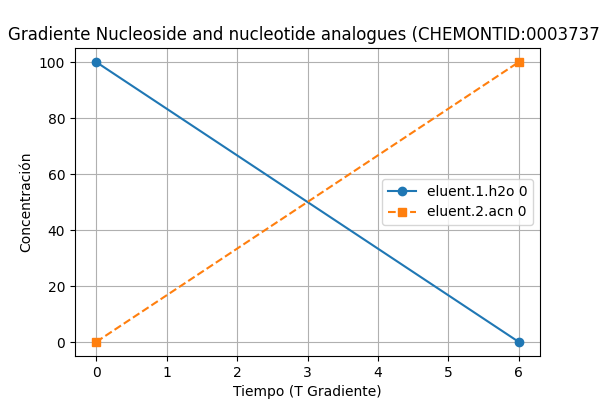 Gradiente Nucleoside and nucleotide analogues (CHEMONTID:0003737
100
80
60
40
20
0
Concentración
eluent.1.h2o 0
eluent.2.acn 0
0 1 2 3 4 5 6
Tiempo (T Gradiente)